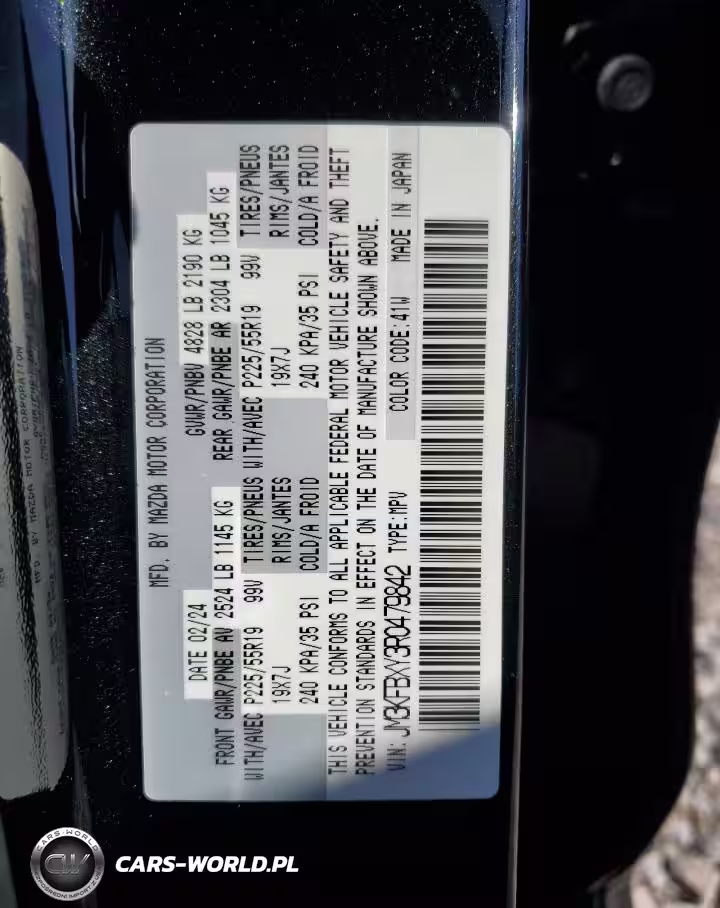 MFD. BY MAZDA MOTOR CORPORATION
DATE 02/24 GVWR/PNBV 4828 LB 2190 KG
FRONT GAWR/PNBE AV 2524 LB 1145 KG REAR GAWR/PNBE AR 2304 LB 1045 KG
WITH/AVEC P225/55R19 99V TIRES/PNEUS WITH/AVEC P225/55R19 99V TIRES/PNEUS
19X7J RIMS/JANTES 19X7J RIMS/JANTES
240 KPA/35 PSI COLD/A FROID 240 KPA/35 PSI COLD/A FROID
THIS VEHICLE CONFORMS TO ALL APPLICABLE FEDERAL MOTOR VEHICLE SAFETY AND THEFT
PREVENTION STANDARDS IN EFFECT ON THE DATE OF MANUFACTURE SHOWN ABOVE.
VIN: JM3KFBXY3R0479842 TYPE:MPV COLOR CODE:41W MADE IN JAPAN
CARS-WORLD
CW
CARS-WORLD.PL